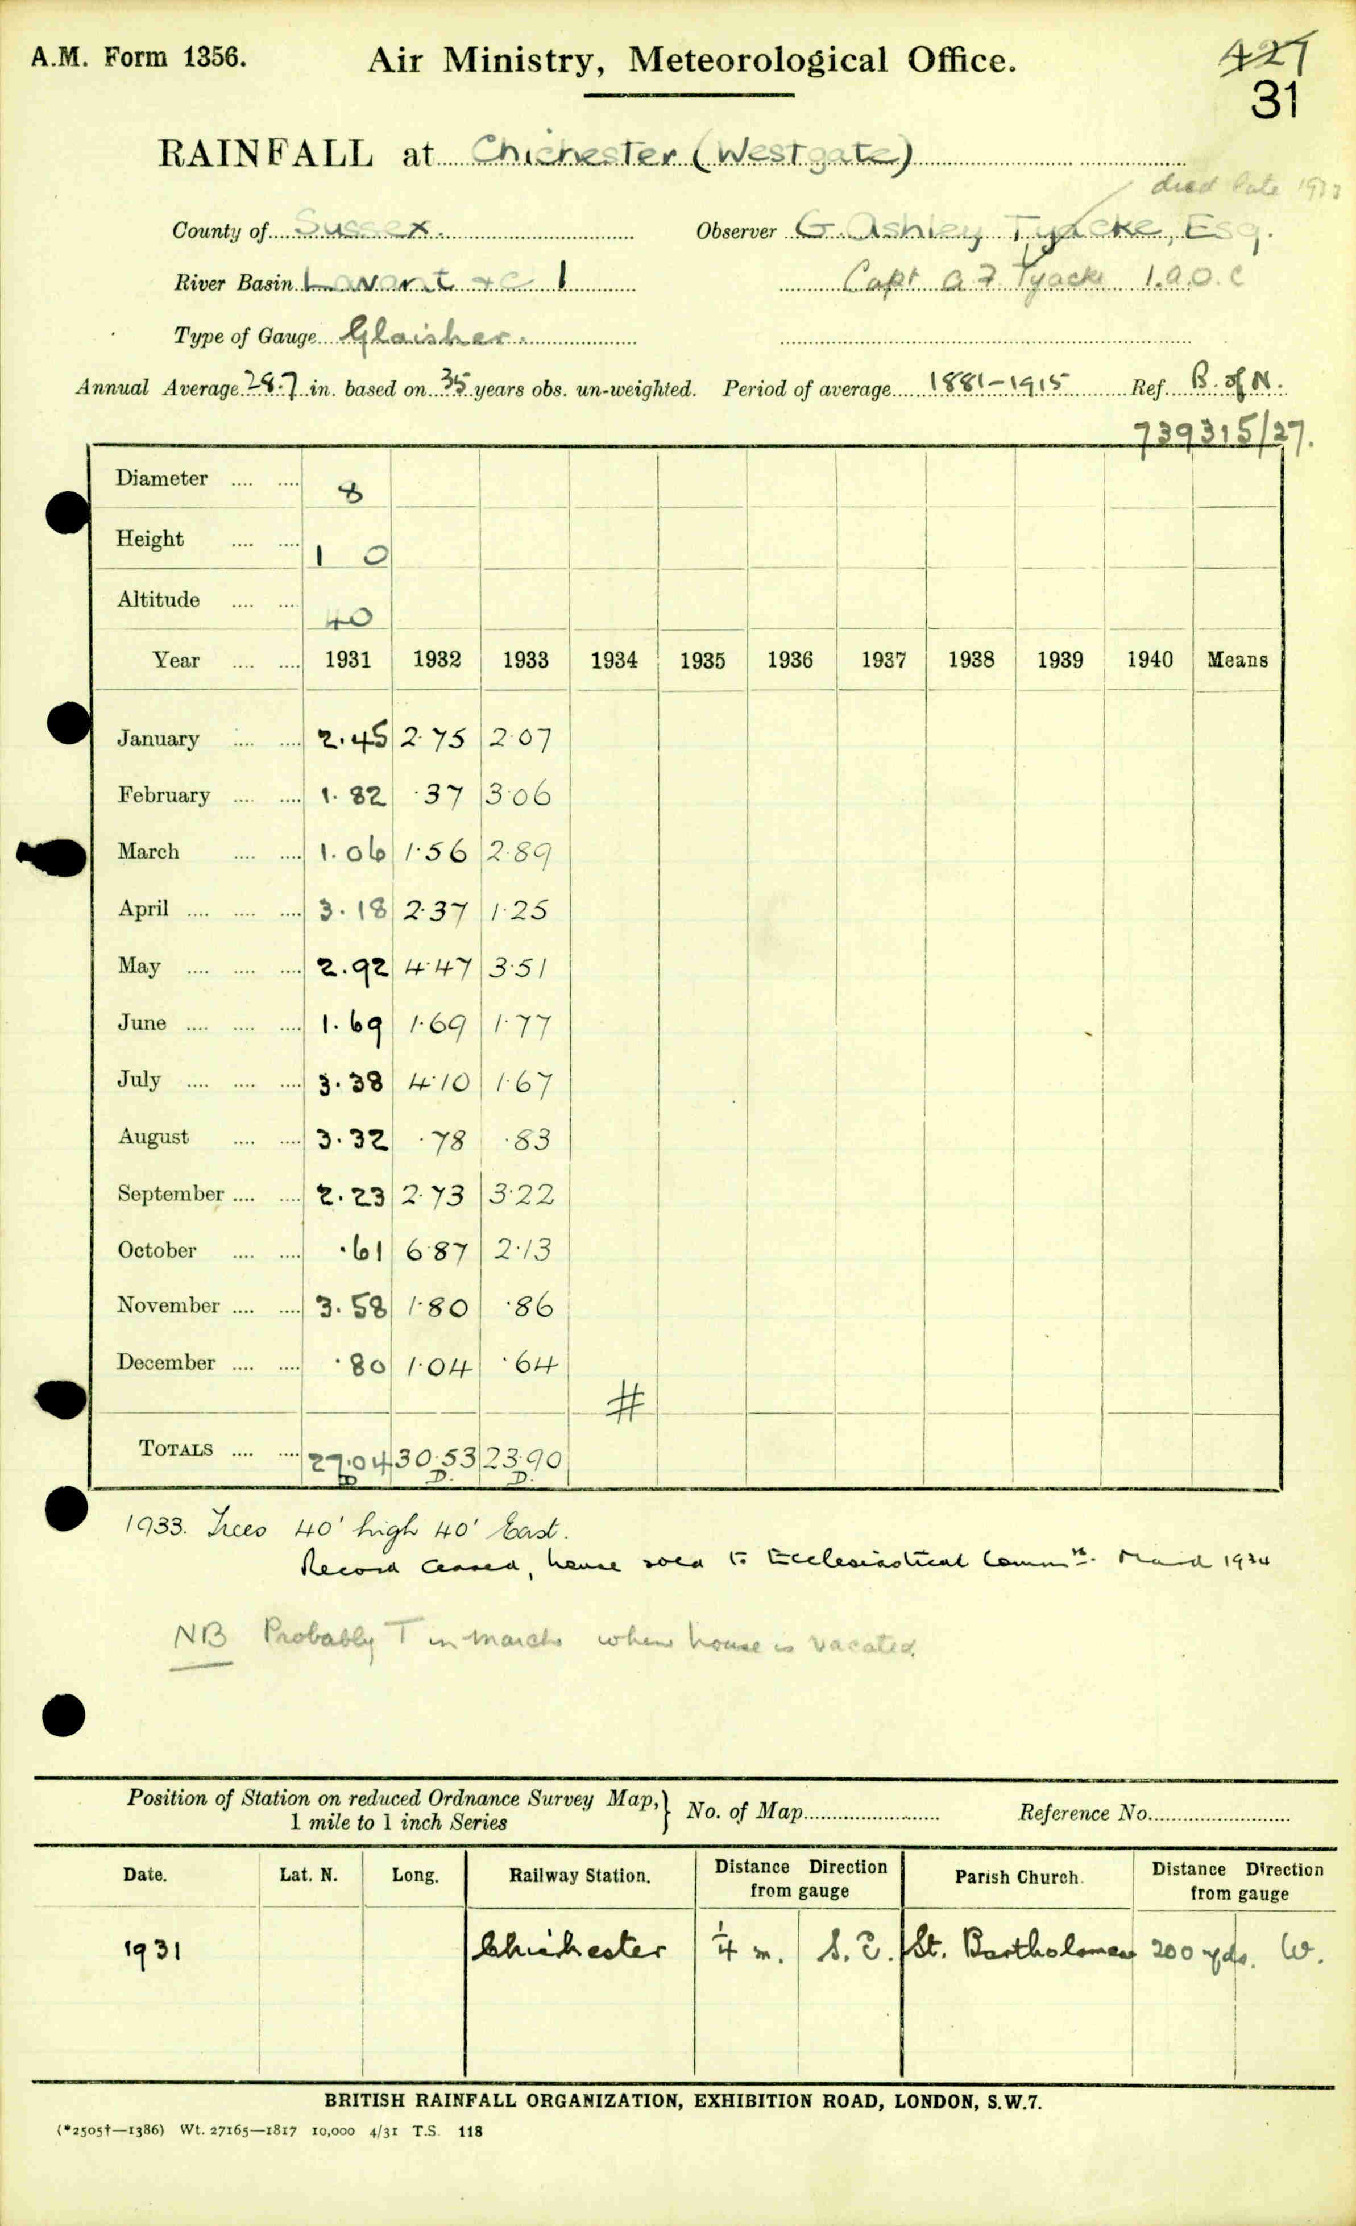 A.M. Form 1356.
Air Ministry, Meteorological Office.
427
31
RAINFALL at Chichester (Westgate)
died late 1933
County of Sussex.
Observer G. Ashley Tyacke, Esq.
River Basin Lavant &c 1
Capt A F Tyacke I.A.O.C
Type of Gauge Glaisher.
Annual Average 28.7 in. based on 35 years obs. un-weighted. Period of average 1881-1915 Ref. B. of N.
739315/27.
Diameter .... .... 8
Height .... .... 1 0
Altitude .... .... 40
Year .... .... 1931 1932 1933 1934 1935 1936 1937 1938 1939 1940 Means
January .... .... 2.45 2.75 2.07
February .... .... 1.82 .37 3.06
March .... .... 1.06 1.56 2.89
April .... .... .... 3.18 2.37 1.25
May .... .... .... 2.92 4.47 3.51
June .... .... .... 1.69 1.69 1.77
July .... .... .... 3.38 4.10 1.67
August .... .... 3.32 .78 .83
September .... .... 2.23 2.73 3.22
October .... .... .61 6.87 2.13
November .... .... 3.58 1.80 .86
December .... .... .80 1.04 .64
#
TOTALS .... .... 27.04 30.53 23.90
D D. D.
1933. Trees 40' high 40' East.
Record ceased, house sold to Ecclesiastical Commrs. March 1934
NB Probably T in March when house is vacated
Position of Station on reduced Ordnance Survey Map, } No. of Map Reference No.
1 mile to 1 inch Series
Date. Lat. N. Long. Railway Station. Distance Direction from gauge Parish Church. Distance Direction from gauge
1931 Chichester 1/4 m. S.E. St. Bartholomew 200 yds. W.
BRITISH RAINFALL ORGANIZATION, EXHIBITION ROAD, LONDON, S.W.7.
(*2505†—1386) Wt. 27165—1817 10,000 4/31 T.S. 118